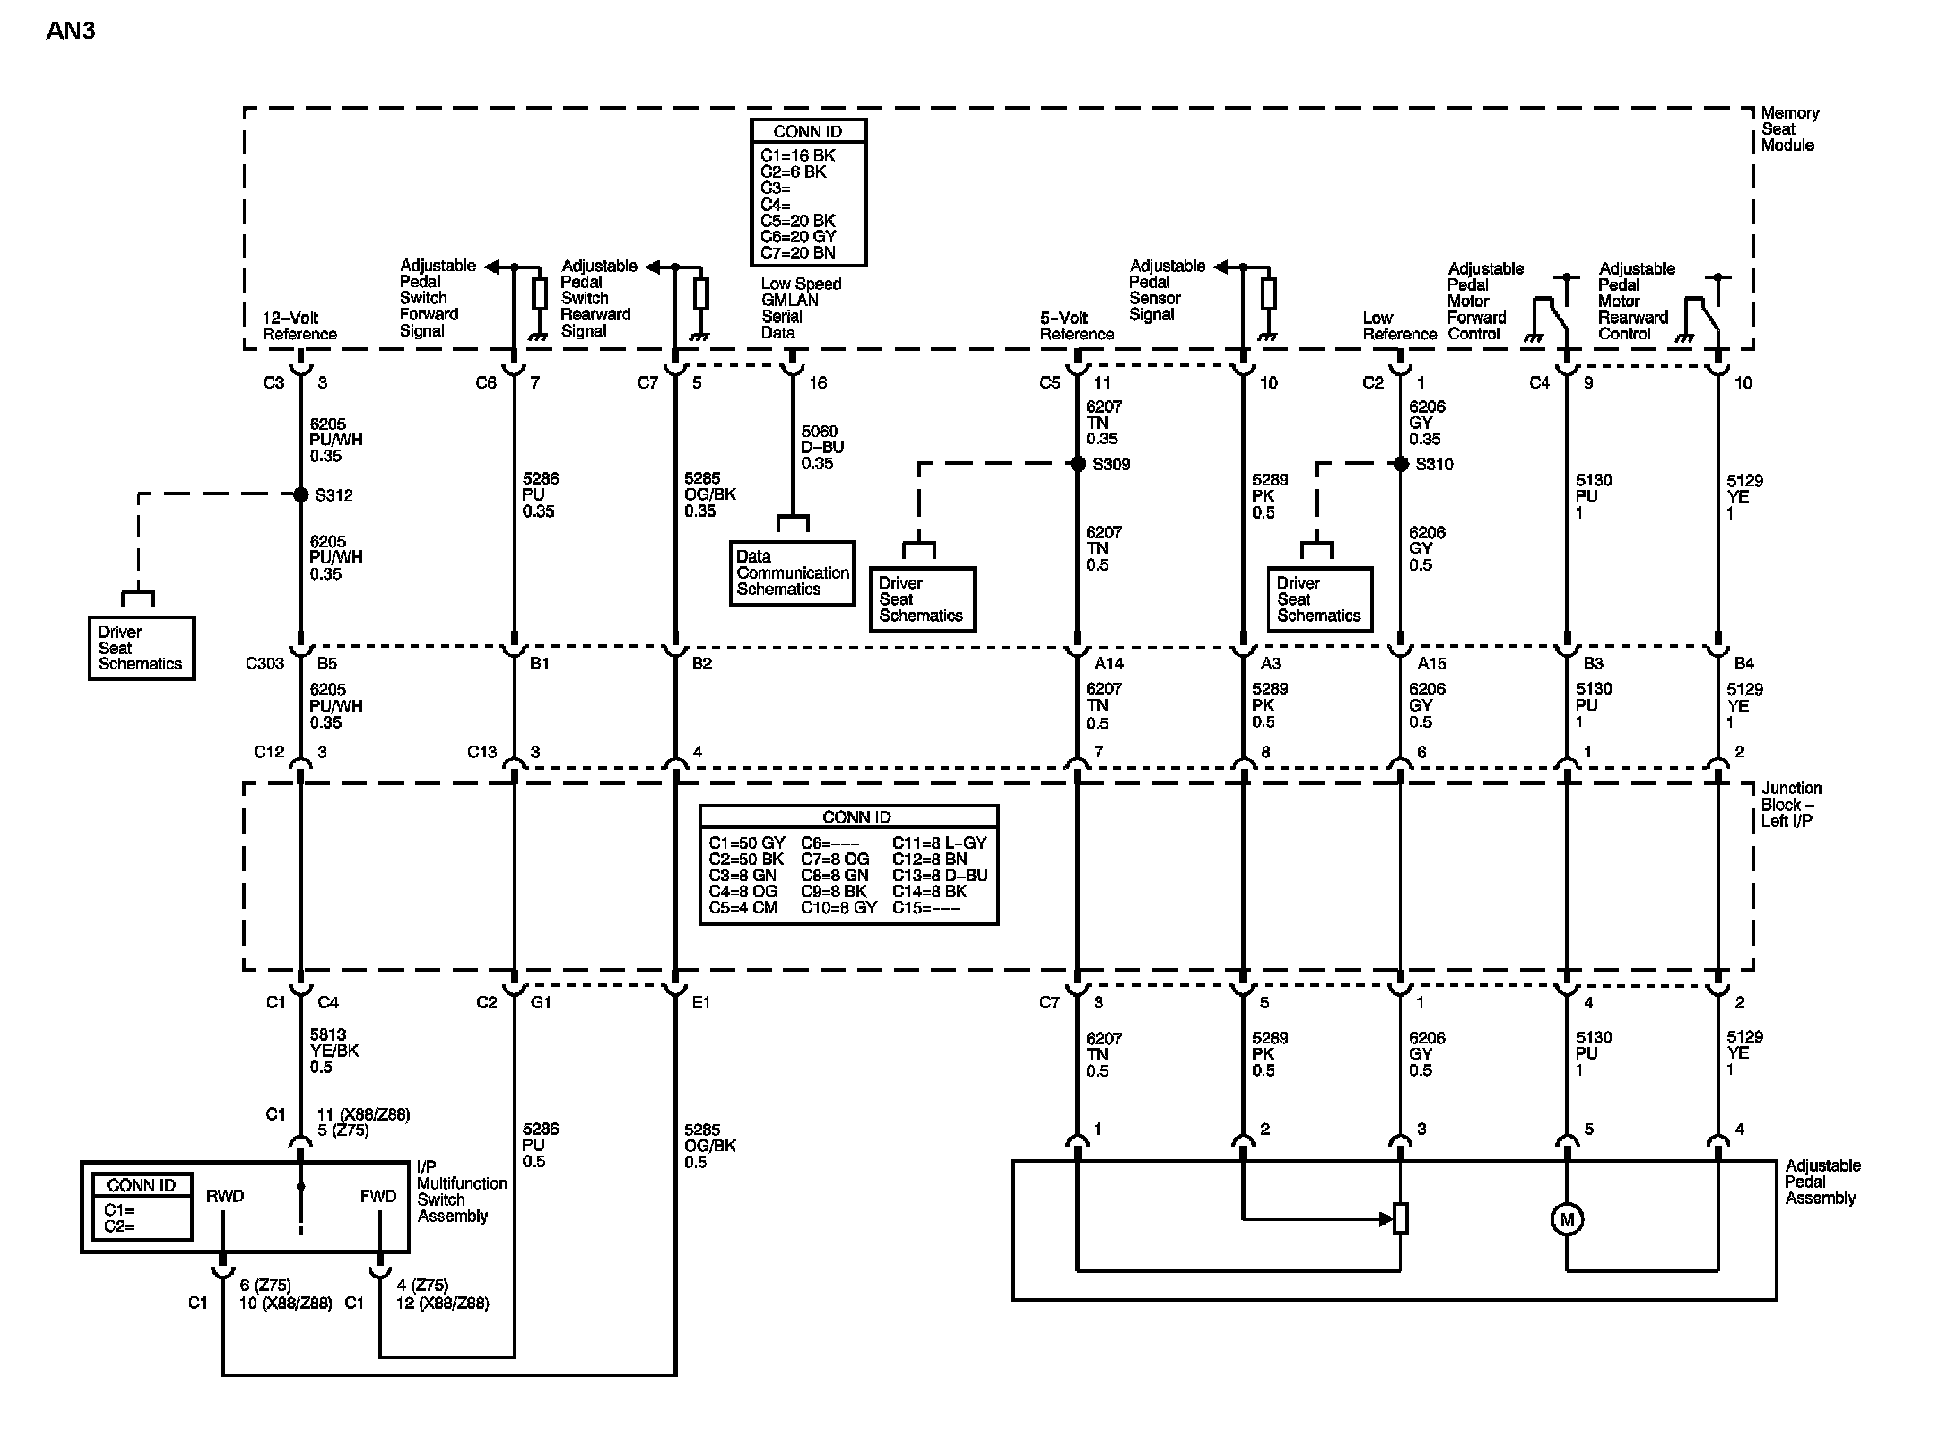 AN3
Memory
Seat
Module
CONN ID
C1=16 BK
C2=6 BK
C3=
C4=
C5=20 BK
C6=20 GY
C7=20 BN
12–Volt
Reference
Adjustable
Pedal
Switch
Forward
Signal
Adjustable
Pedal
Switch
Rearward
Signal
Low Speed
GMLAN
Serial
Data
5–Volt
Reference
Adjustable
Pedal
Sensor
Signal
Low
Reference
Adjustable
Pedal
Motor
Forward
Control
Adjustable
Pedal
Motor
Rearward
Control
C3 3 C6 7 C7 5 16 C5 11 10 C2 1 C4 9 10
6205
PU/WH
0.35
S312
6205
PU/WH
0.35
Driver
Seat
Schematics
5286
PU
0.35
5285
OG/BK
0.35
5060
D–BU
0.35
Data
Communication
Schematics
6207
TN
0.35
S309
6207
TN
0.5
Driver
Seat
Schematics
5289
PK
0.5
6206
GY
0.35
S310
6206
GY
0.5
Driver
Seat
Schematics
5130
PU
1
5129
YE
1
C303 B5 B1 B2 A14 A3 A15 B3 B4
6205
PU/WH
0.35
6207
TN
0.5
5289
PK
0.5
6206
GY
0.5
5130
PU
1
5129
YE
1
C12 3 C13 3 4 7 8 6 1 2
Junction
Block –
Left I/P
CONN ID
C1=50 GY C6=––– C11=8 L–GY
C2=50 BK C7=8 OG C12=8 BN
C3=8 GN C8=8 GN C13=8 D–BU
C4=8 OG C9=8 BK C14=8 BK
C5=4 CM C10=8 GY C15=–––
C1 C4 C2 G1 E1 C7 3 5 1 4 2
5813
YE/BK
0.5
6207
TN
0.5
5289
PK
0.5
6206
GY
0.5
5130
PU
1
5129
YE
1
C1 11 (X88/Z88)
5 (Z75)
5286
PU
0.5
5285
OG/BK
0.5
1 2 3 5 4
I/P
Multifunction
Switch
Assembly
CONN ID
C1=
C2=
RWD
FWD
Adjustable
Pedal
Assembly
M
6 (Z75)
C1 10 (X88/Z88)
4 (Z75)
C1 12 (X88/Z88)